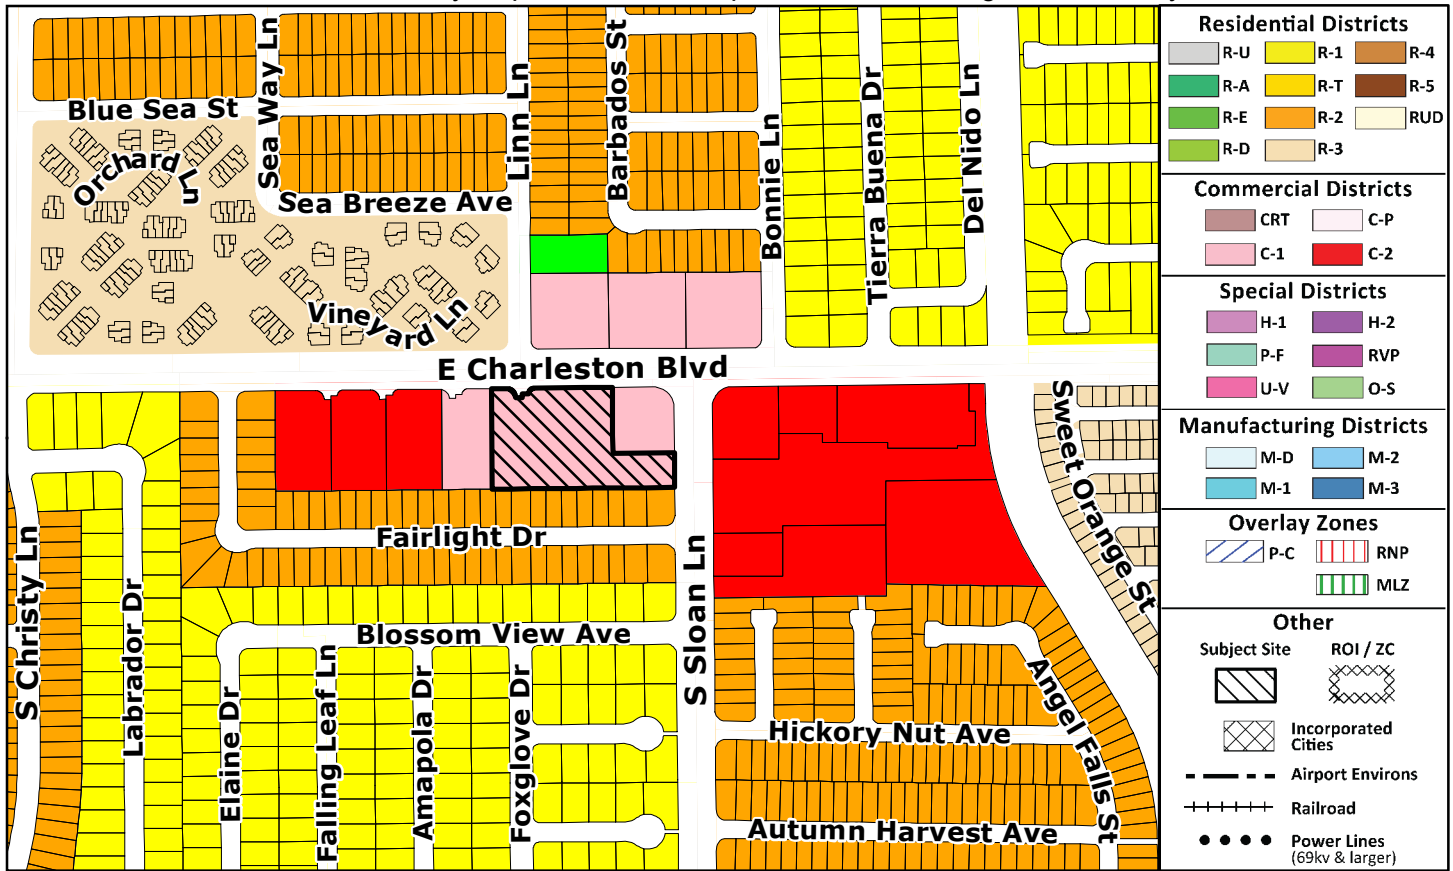 Blue Sea St
Sea Way Ln
Linn Ln
Barbados St
Bonnie Ln
Tierra Buena Dr
Del Nido Ln
Orchard Ln
Sea Breeze Ave
Vineyard Ln
E Charleston Blvd
Sweet Orange St
S Christy Ln
Labrador Dr
Fairlight Dr
Blossom View Ave
Elaine Dr
Falling Leaf Ln
Amapola Dr
Foxglove Dr
S Sloan Ln
Hickory Nut Ave
Angel Falls St
Autumn Harvest Ave
Residential Districts
R-U R-1 R-4
R-A R-T R-5
R-E R-2 RUD
R-D R-3
Commercial Districts
CRT C-P
C-1 C-2
Special Districts
H-1 H-2
P-F RVP
U-V O-S
Manufacturing Districts
M-D M-2
M-1 M-3
Overlay Zones
P-C RNP
MLZ
Other
Subject Site ROI / ZC
Incorporated
Cities
Airport Environs
Railroad
Power Lines
(69kv & larger)